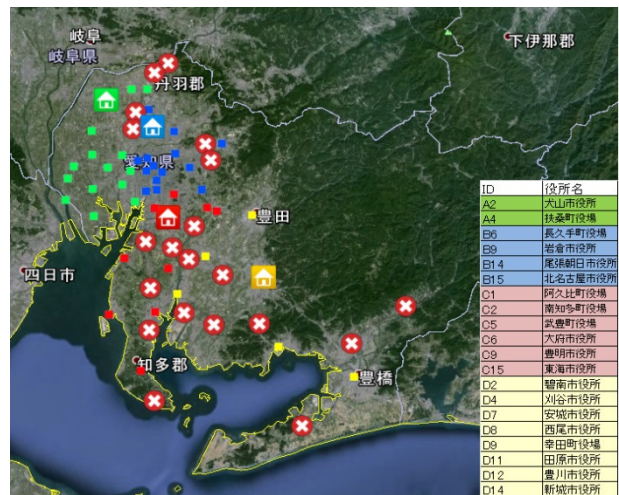 岐阜
岐阜県
下伊那郡
丹羽郡
愛知県
豊田
四日市
知多郡
豊橋
ID 役所名
A2 犬山市役所
A4 扶桑町役場
B6 長久手町役場
B9 岩倉市役所
B14 尾張朝日市役所
B15 北名古屋市役所
C1 阿久比町役場
C2 南知多町役場
C5 武豊町役場
C6 大府市役所
C9 豊明市役所
C15 東海市役所
D2 碧南市役所
D4 刈谷市役所
D7 安城市役所
D8 西尾市役所
D9 幸田町役場
D11 田原市役所
D12 豊川市役所
D14 新城市役所